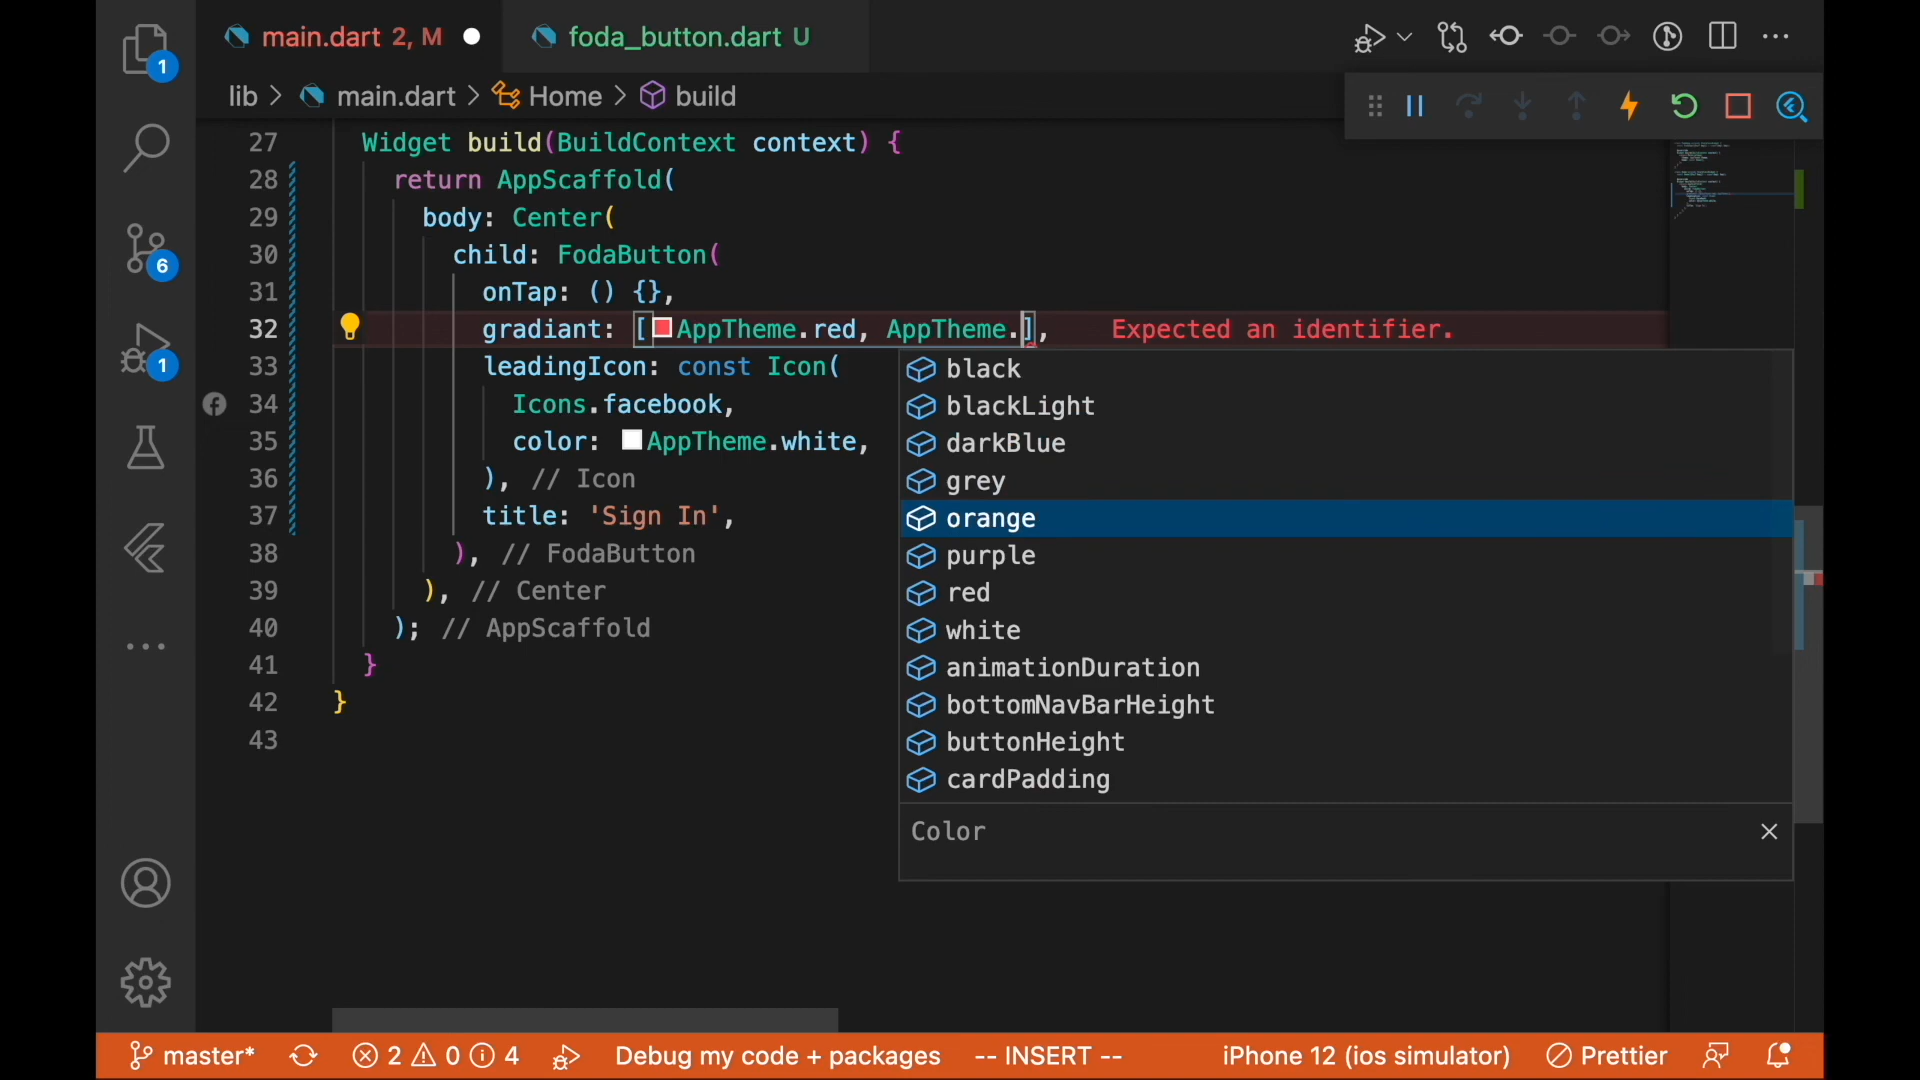 main.dart 2, M
foda_button.dart U
lib > main.dart > Home > build
27 Widget build(BuildContext context) {
28 return AppScaffold(
29 body: Center(
30 child: FodaButton(
31 onTap: () {},
32 gradiant: [AppTheme.red, AppTheme.], Expected an identifier.
33 leadingIcon: const Icon(
34 Icons.facebook,
35 color: AppTheme.white,
36 ), // Icon
37 title: 'Sign In',
38 ), // FodaButton
39 ), // Center
40 ); // AppScaffold
41 }
42 }
43
black
blackLight
darkBlue
grey
orange
purple
red
white
animationDuration
bottomNavBarHeight
buttonHeight
cardPadding
Color
1
6
1
master* 2 0 4 Debug my code + packages -- INSERT -- iPhone 12 (ios simulator) Prettier